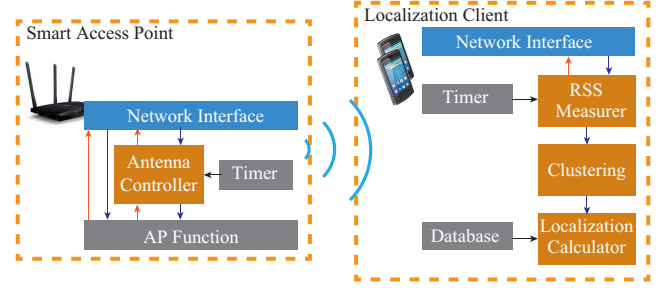 Smart Access Point
Network Interface
Antenna
Controller
Timer
AP Function
Localization Client
Network Interface
Timer
RSS
Measurer
Clustering
Database
Localization
Calculator